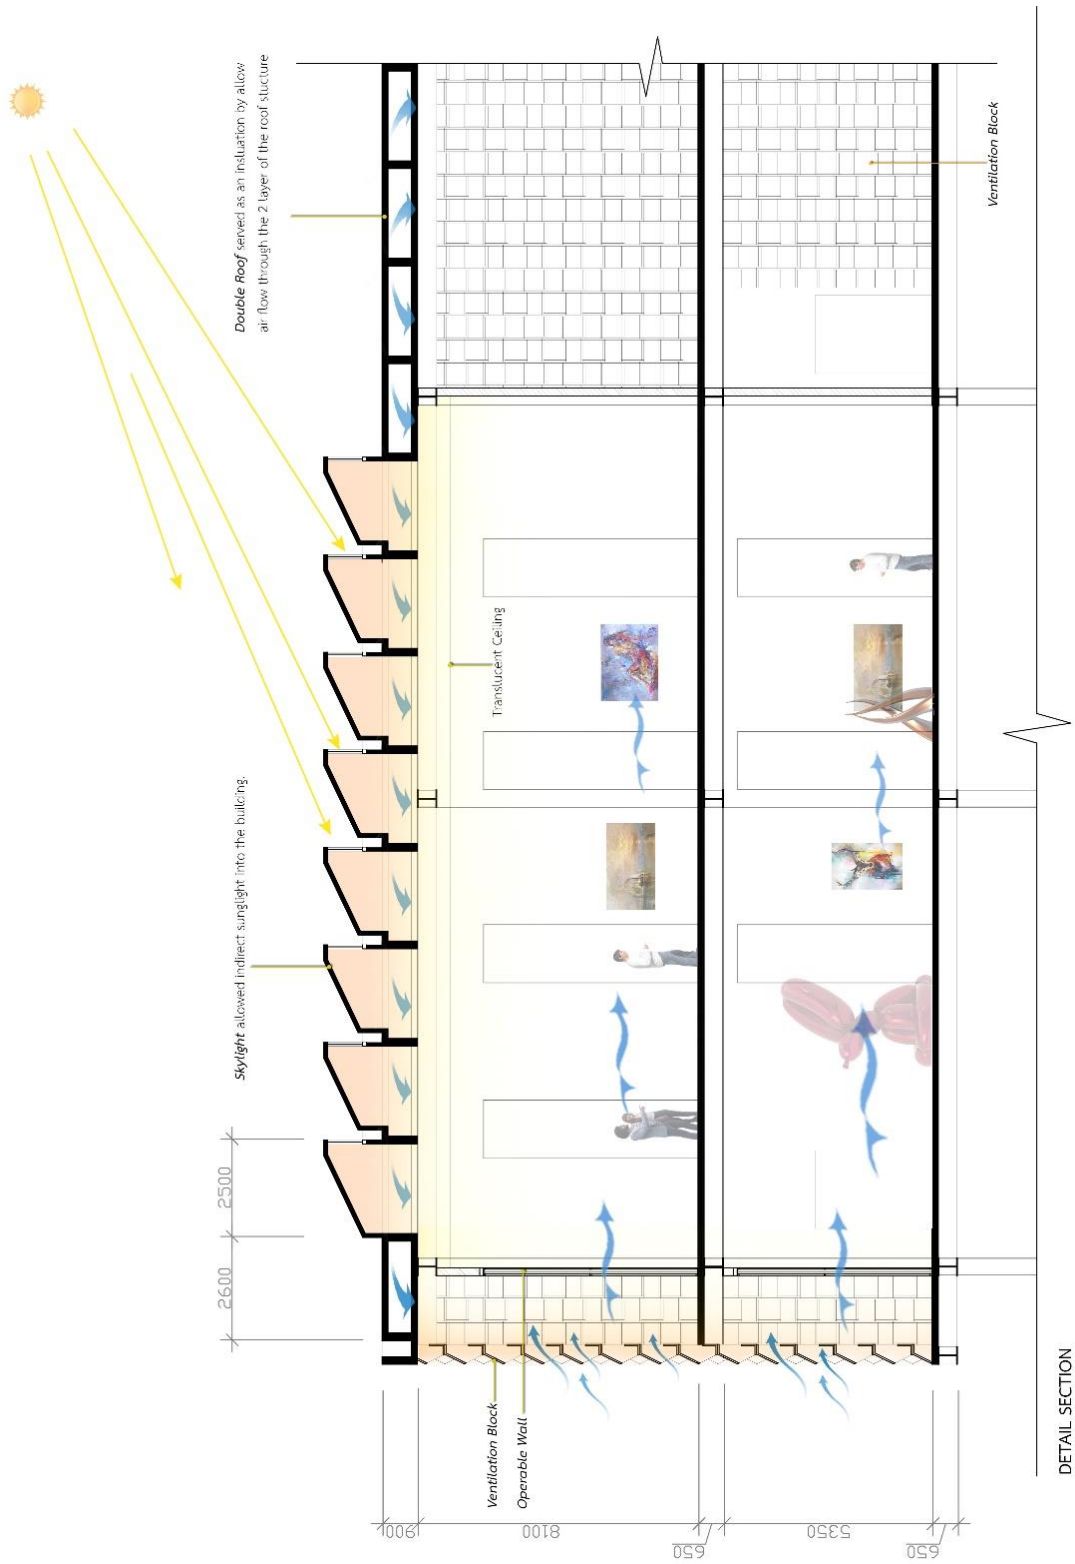 Double Roof served as an insluation by allow
air flow through the 2 layer of the roof stucture
Skylight allowed indirect sunglight into the building.
Translucent Ceiling
Ventilation Block
Ventilation Block
Operable Wall
2600
2500
900
8100
650
5350
650
DETAIL SECTION